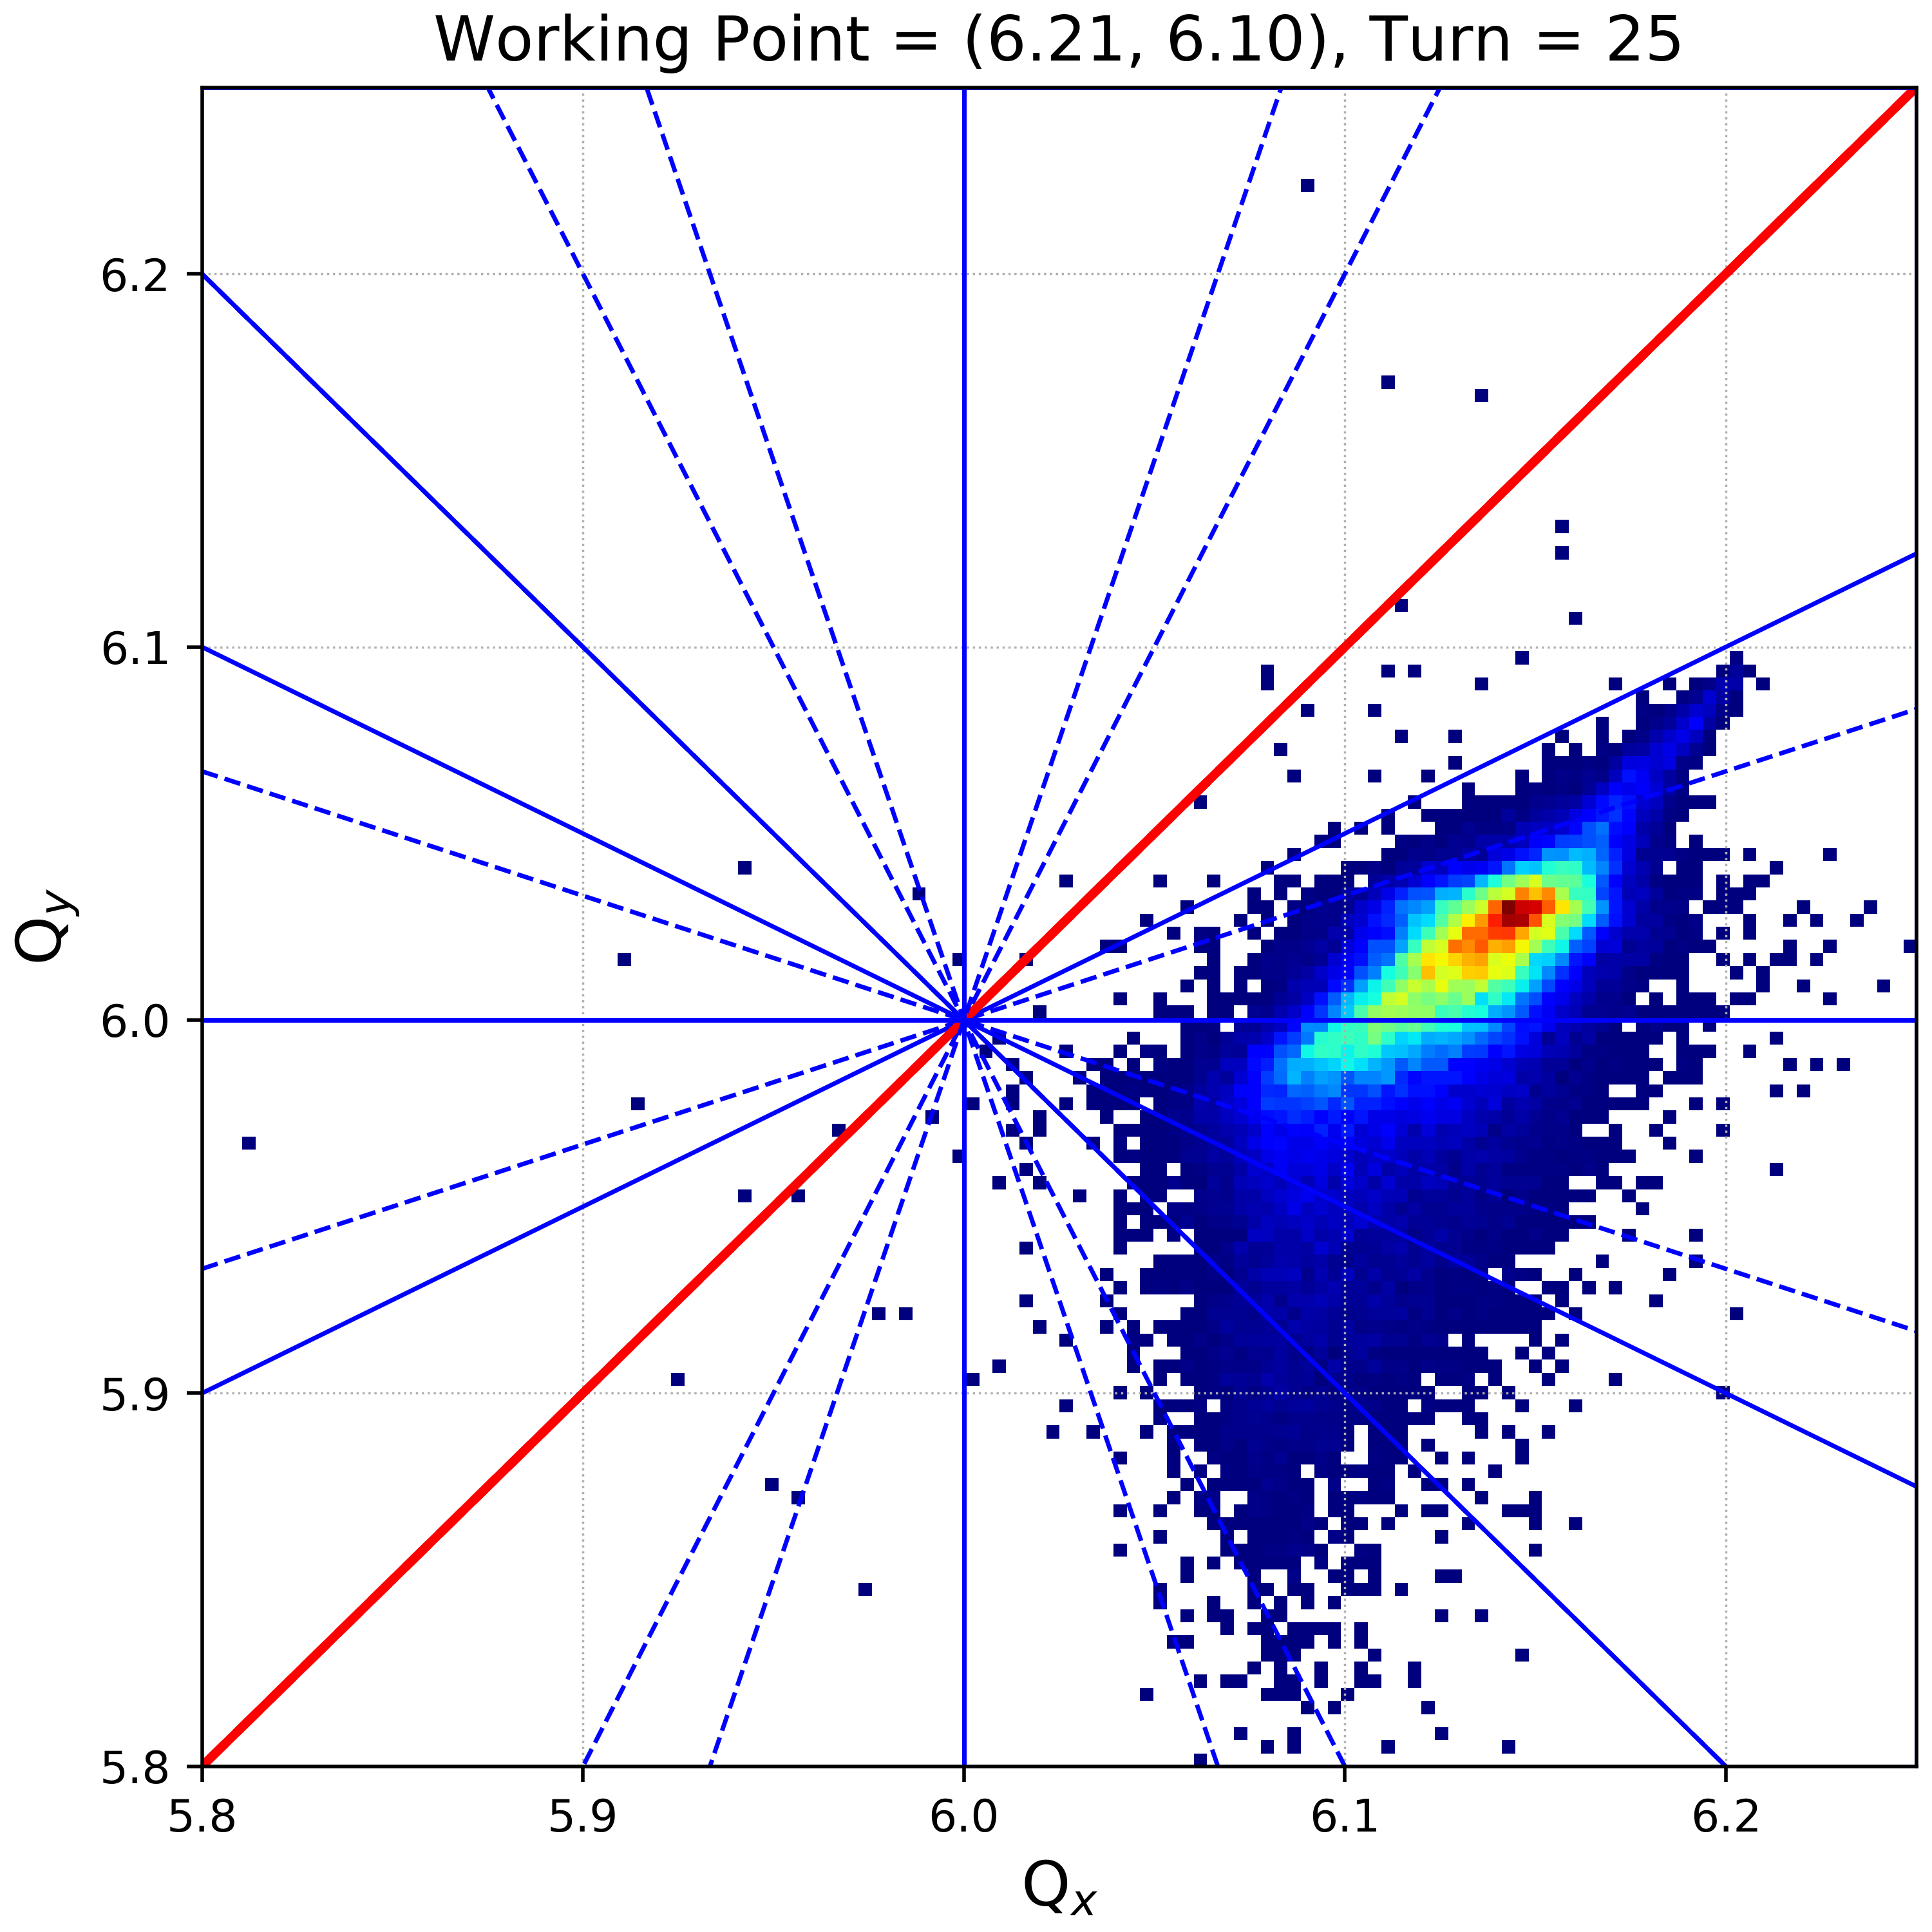 Working Point = (6.21, 6.10), Turn = 25
6.2
6.1
6.0
5.9
5.8
Qy
5.8 5.9 6.0 6.1 6.2
Qx